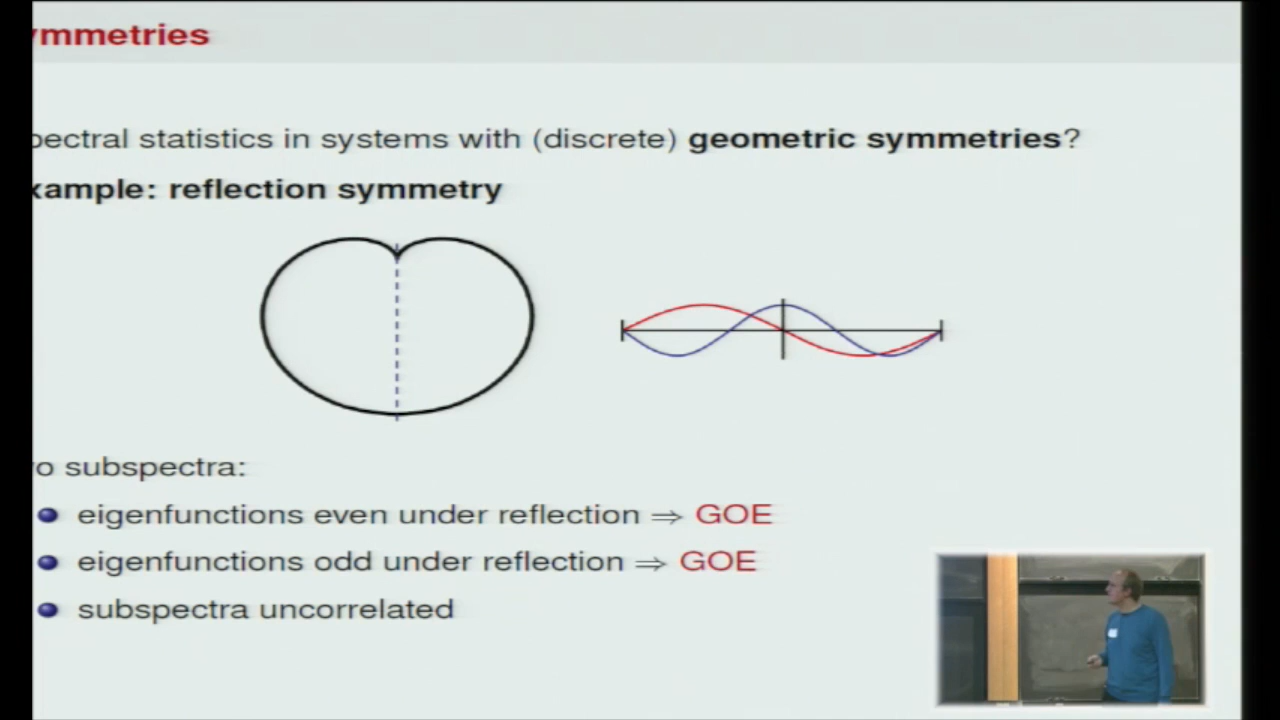 ymmetries
pectral statistics in systems with (discrete) geometric symmetries?
xample: reflection symmetry
o subspectra:
eigenfunctions even under reflection ⇒ GOE
eigenfunctions odd under reflection ⇒ GOE
subspectra uncorrelated